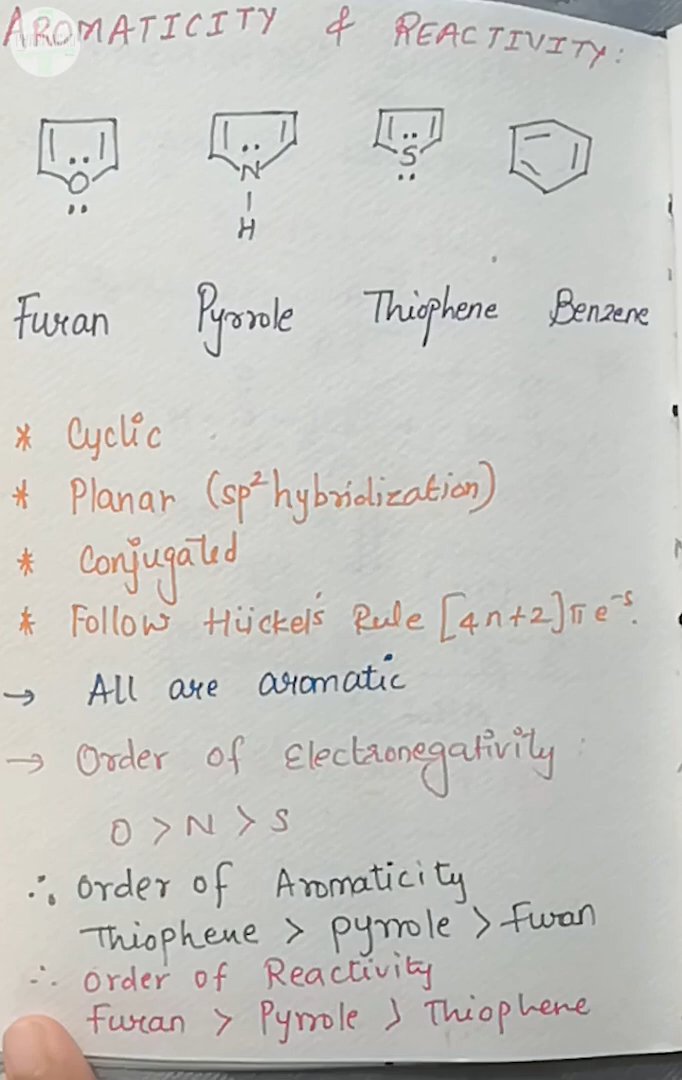 AROMATICITY & REACTIVITY:
O
N
H
S
Furan Pyrrole Thiophene Benzene
* Cyclic
* Planar (sp² hybridization)
* Conjugated
* Follow Hückel's Rule [4n+2]π e⁻s.
→ All are aromatic
→ Order of Electronegativity:
O > N > S
∴ Order of Aromaticity
Thiophene > pyrrole > Furan
∴ Order of Reactivity
Furan > Pyrrole > Thiophene